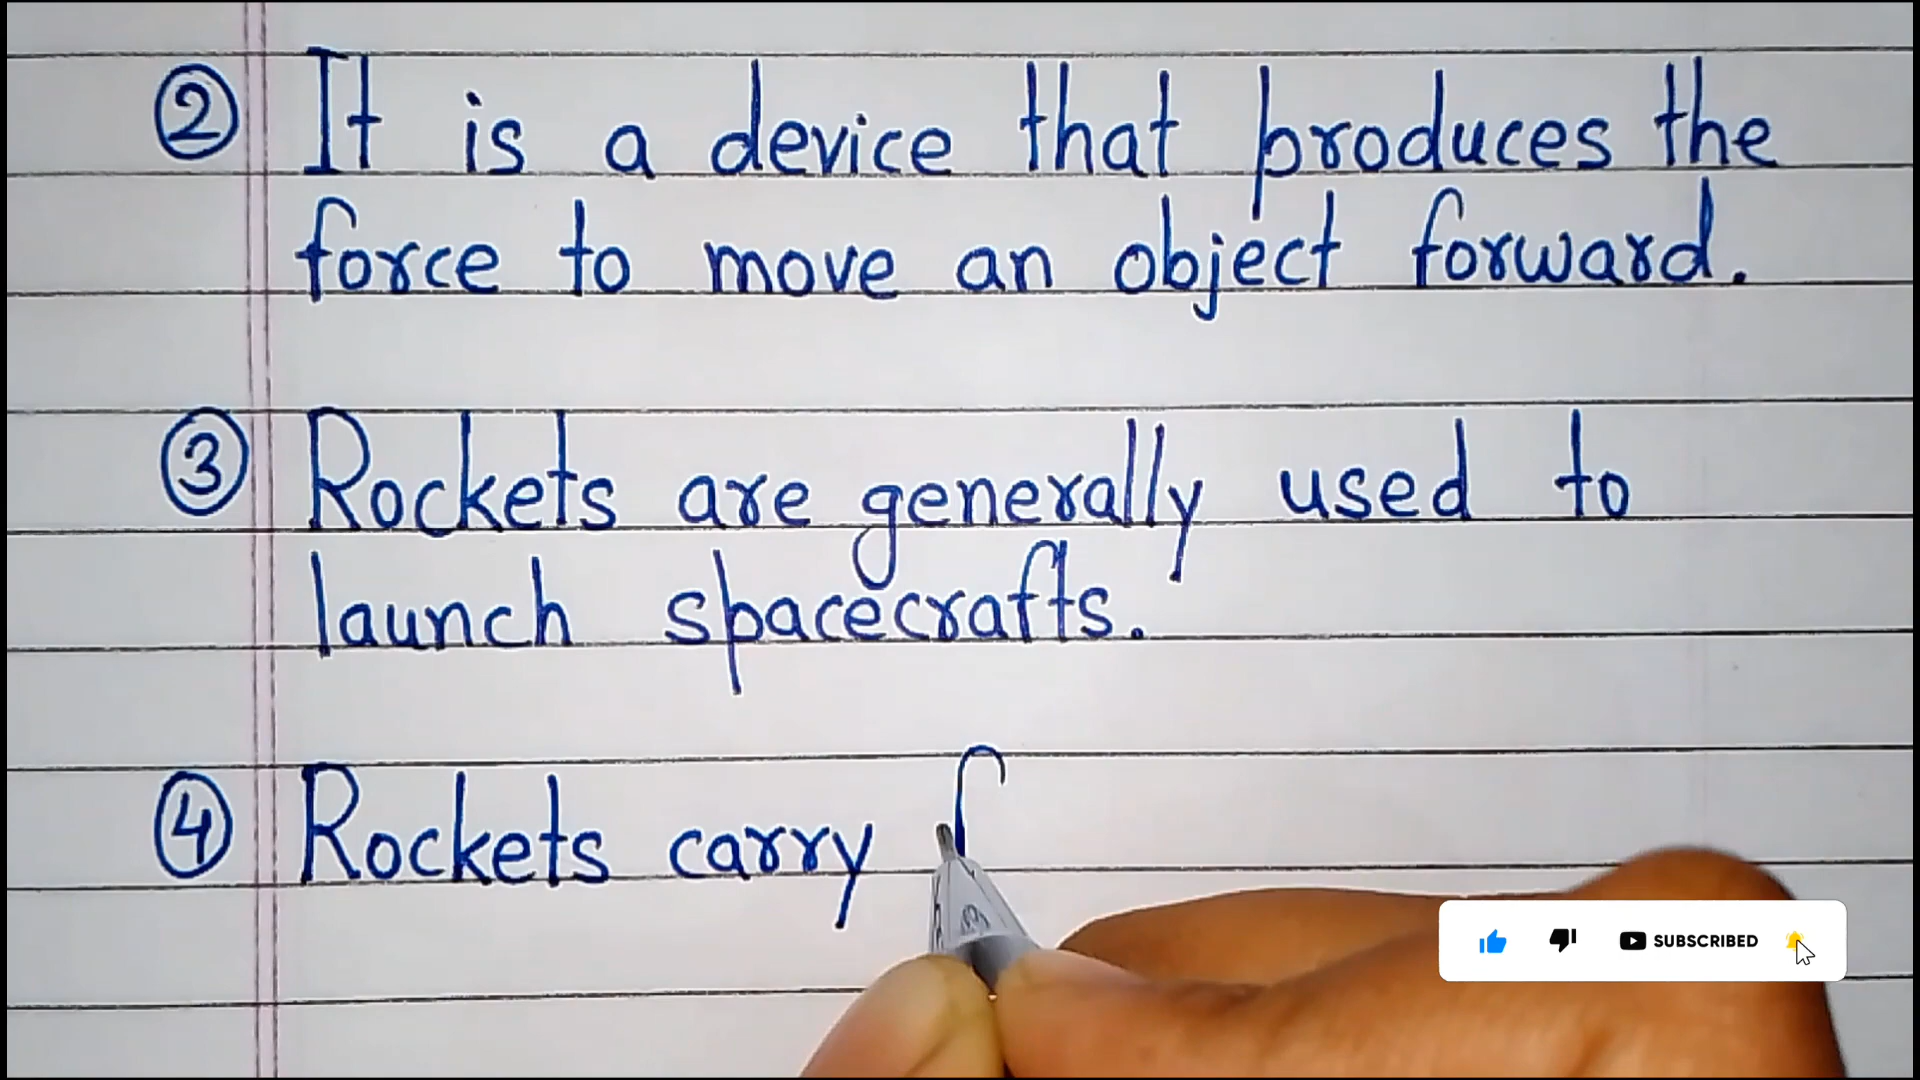 ② It is a device that produces the
force to move an object forward.
③ Rockets are generally used to
launch spacecrafts.
④ Rockets carry f
SUBSCRIBED